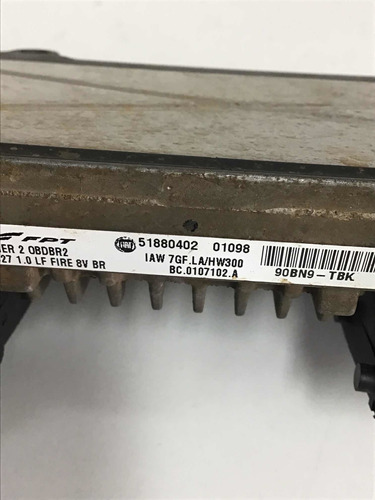 FPT
51880402 01098
ER 2 OBDBR2
IAW 7GF.LA/HW300
27 1.0 LF FIRE 8V BR
BC.0107102.A
90BN9-TBK